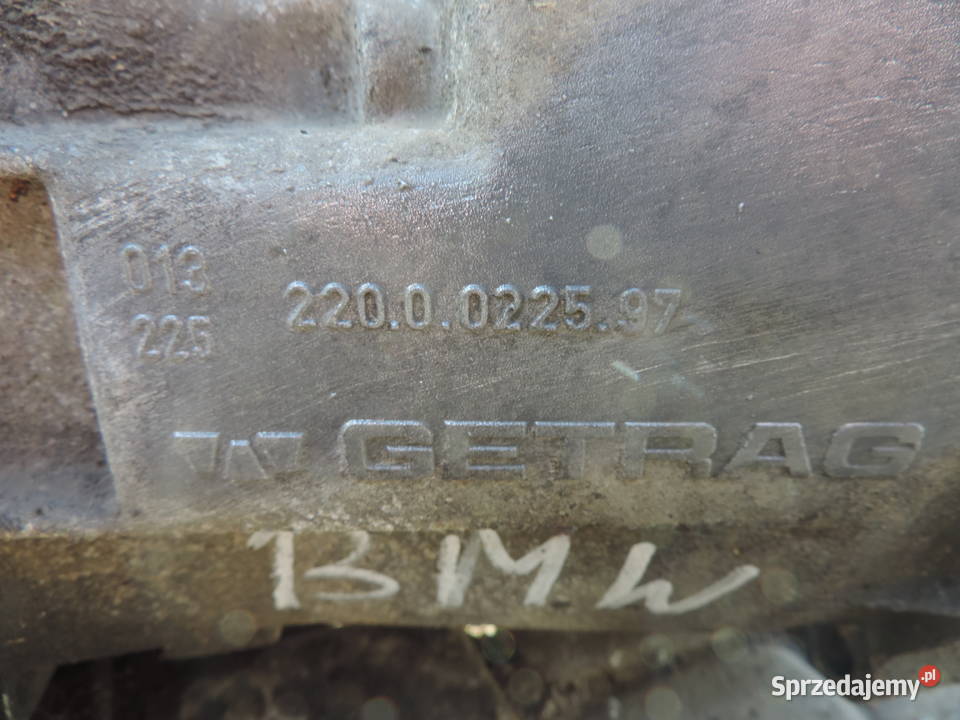 013
225
220.0.0225.97
GETRAG
BMW
Sprzedajemy.pl